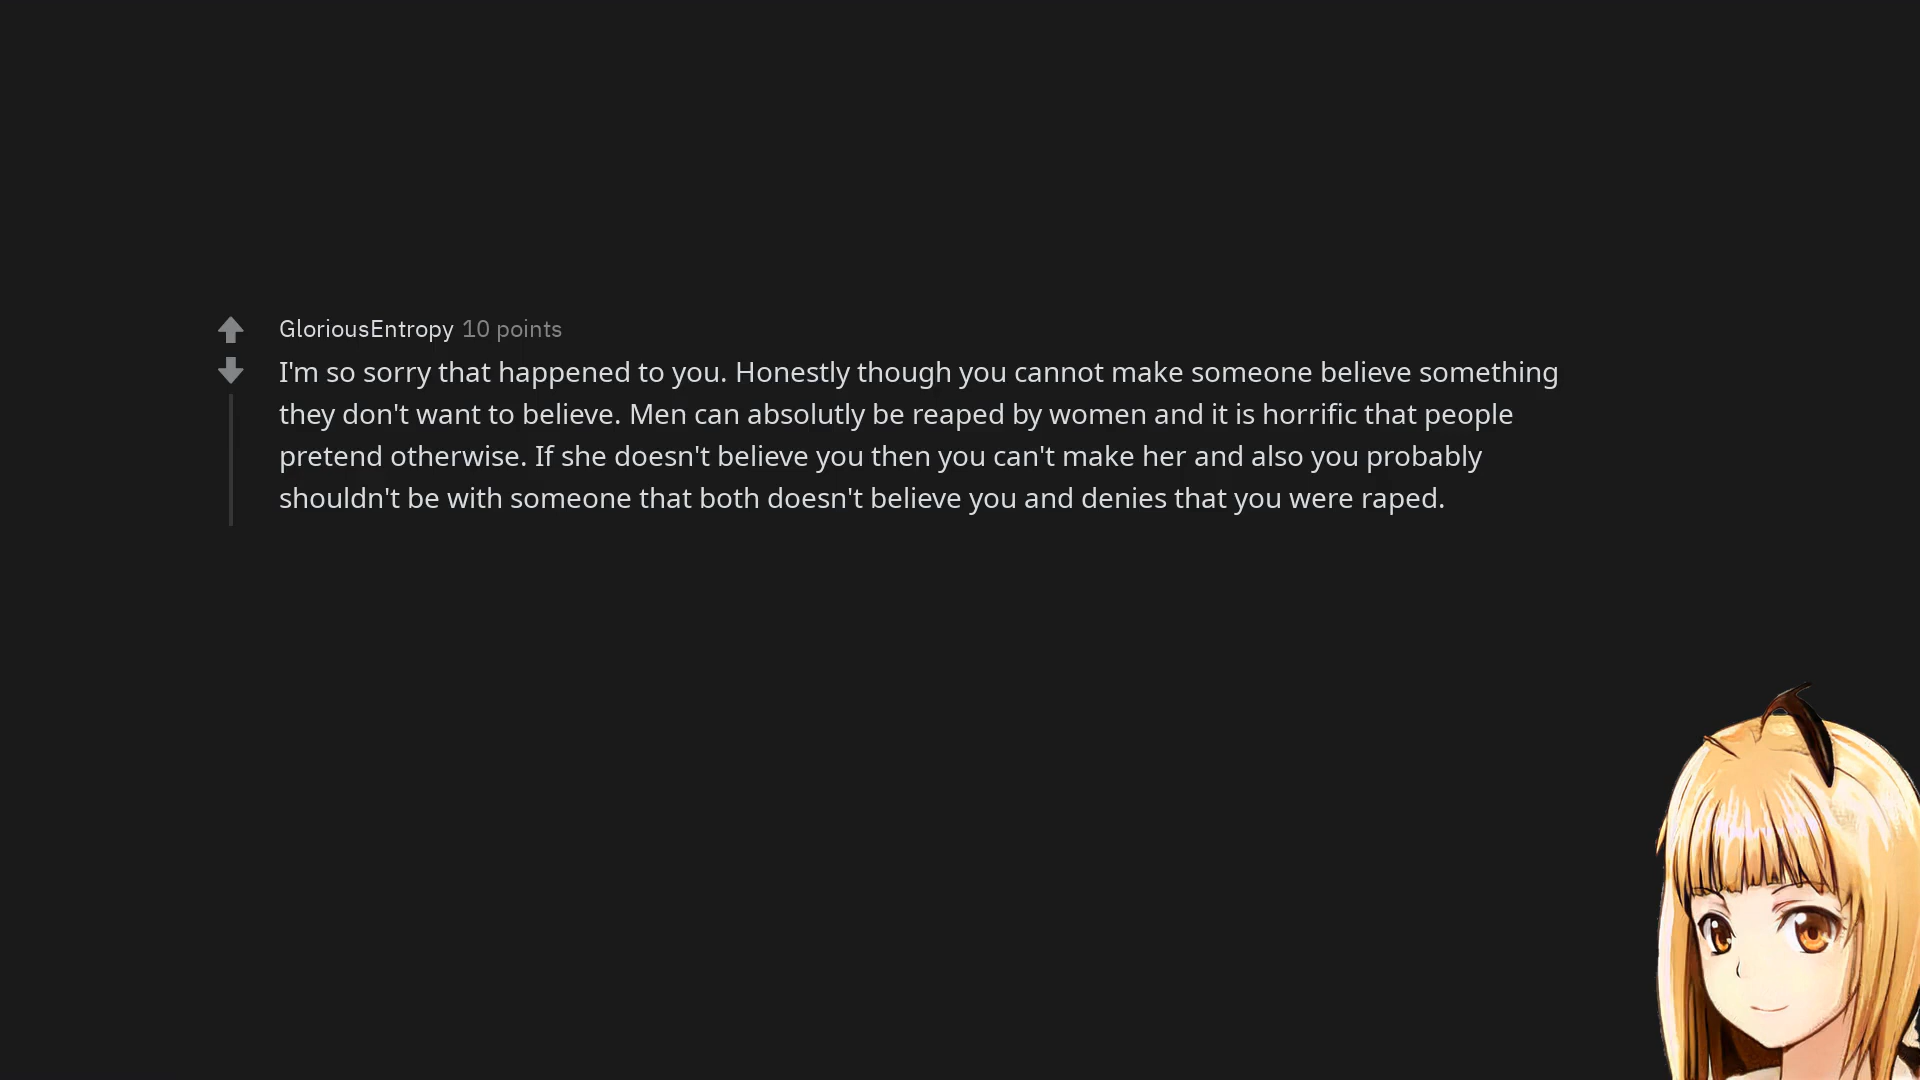 GloriousEntropy 10 points
I'm so sorry that happened to you. Honestly though you cannot make someone believe something
they don't want to believe. Men can absolutly be reaped by women and it is horrific that people
pretend otherwise. If she doesn't believe you then you can't make her and also you probably
shouldn't be with someone that both doesn't believe you and denies that you were raped.